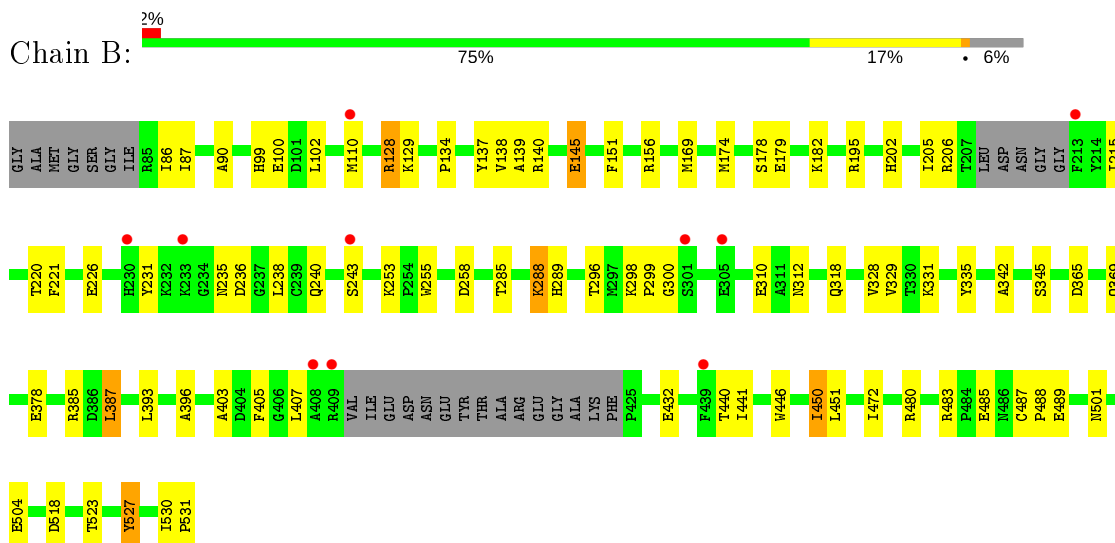 2%
Chain B:
75% 17% • 6%
GLY ALA MET GLY SER GLY ILE R85 I86 I87 A90 H99 E100 D101 L102 M110 R128 K129 P134 Y137 V138 A139 R140 E145 F151 R156 M169 M174 S178 E179 K182 R195 H202 I205 R206 T207 LEU ASP ASN GLY GLY F213 Y214 I215
T220 F221 E226 H230 Y231 K232 K233 G234 N235 D236 G237 L238 C239 Q240 S243 K253 P254 W255 D258 T285 K288 H289 T296 M297 K298 P299 G300 S301 E305 E310 A311 N312 Q318 V328 V329 T330 K331 Y335 A342 S345 D365 Q369
E378 R385 D386 L387 L393 A396 A403 D404 F405 G406 L407 A408 R409 VAL ILE GLU ASP ASN GLU TYR THR ALA ARG GLU GLY ALA LYS PHE P425 E432 F439 T440 I441 W446 I450 L451 I472 R480 R483 P484 E485 N486 C487 P488 E489 N501
E504 D518 T523 Y527 I530 P531